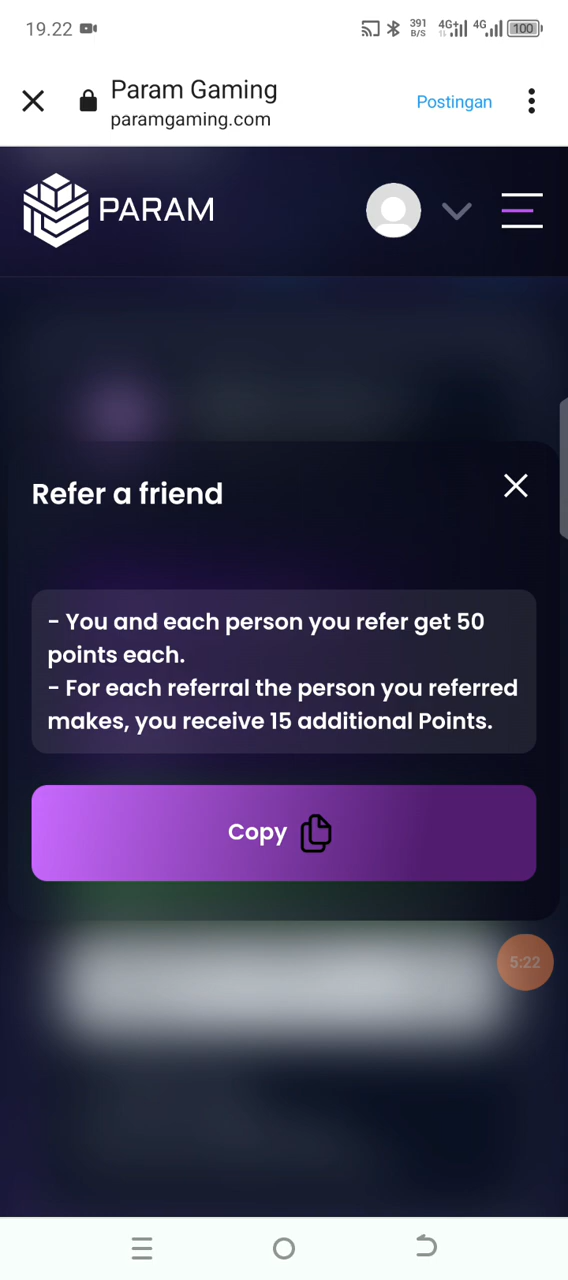 19.22
391
B/S
4G+
4G
100
Param Gaming
paramgaming.com
Postingan
PARAM
Refer a friend
- You and each person you refer get 50
points each.
- For each referral the person you referred
makes, you receive 15 additional Points.
Copy
5:22